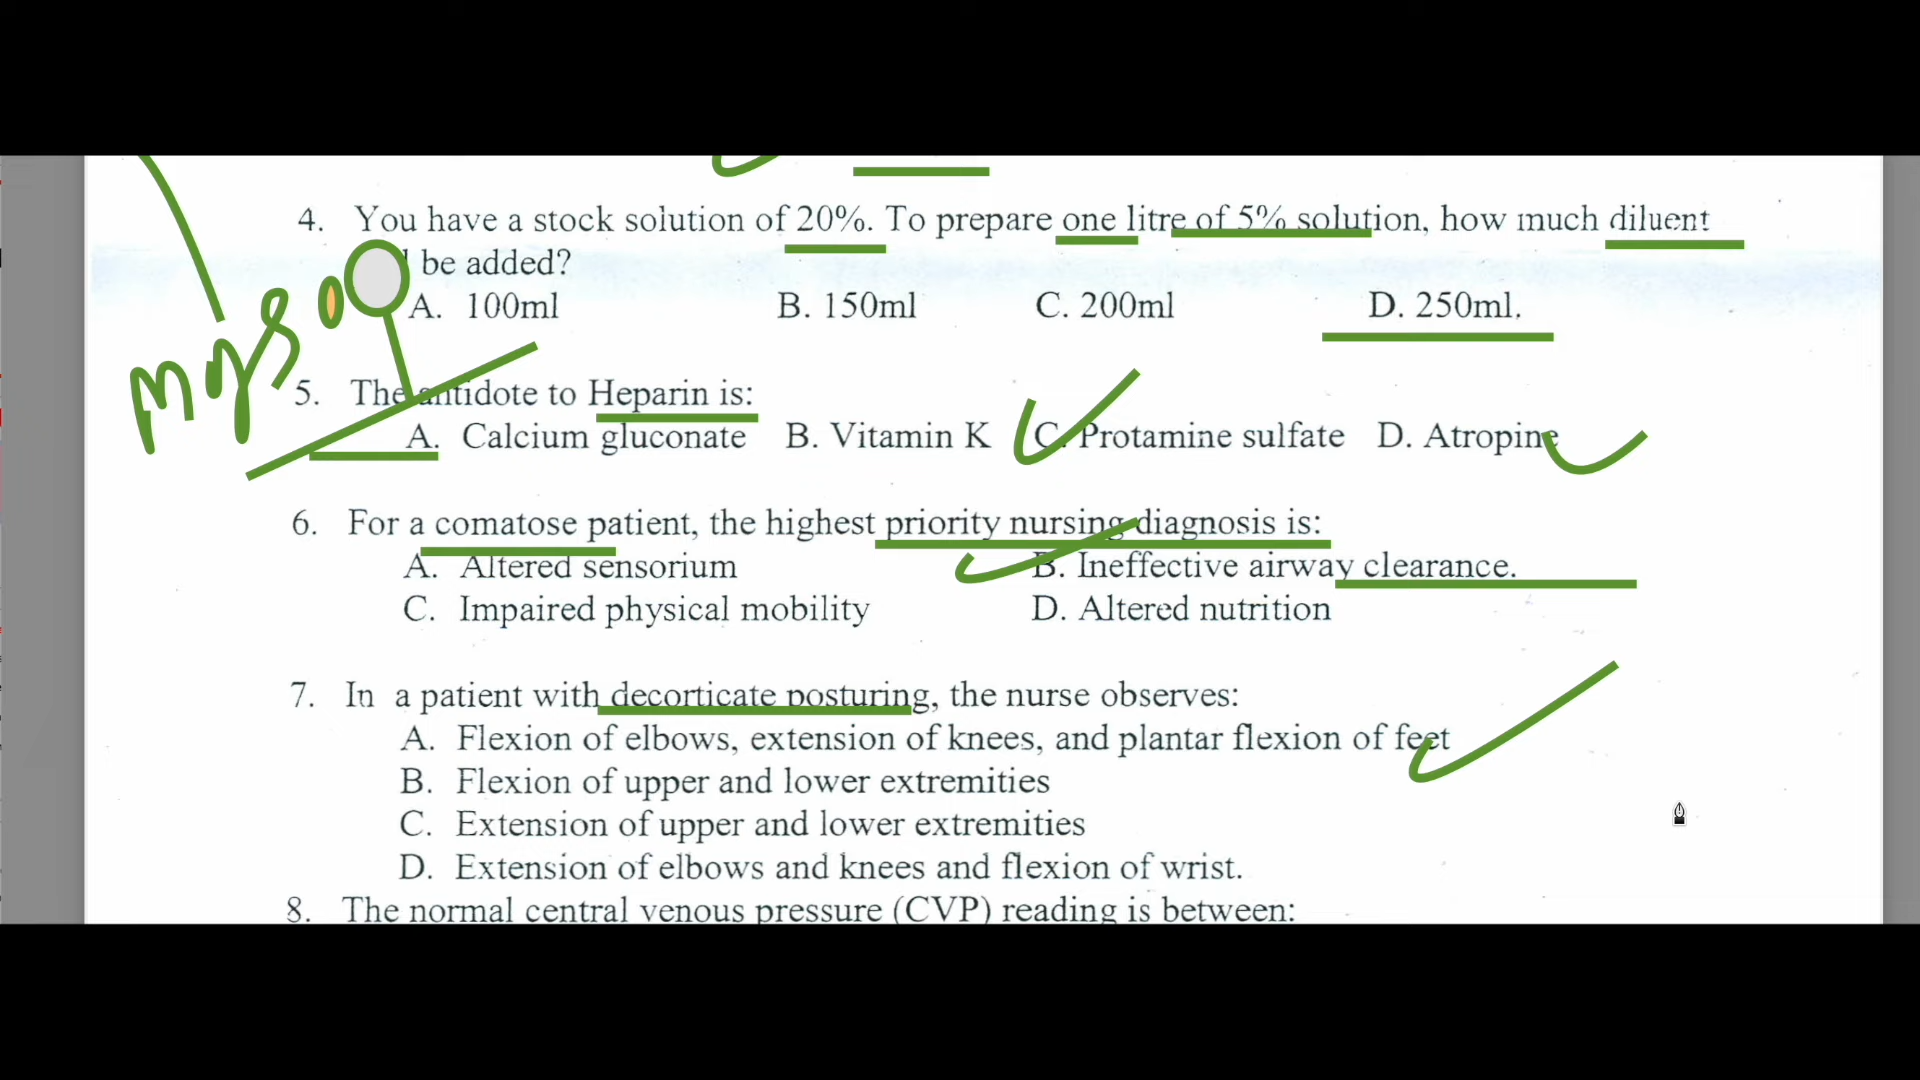 4. You have a stock solution of 20%. To prepare one litre of 5% solution, how much diluent
be added?
A. 100ml B. 150ml C. 200ml D. 250ml.
5. The antidote to Heparin is:
A. Calcium gluconate B. Vitamin K C. Protamine sulfate D. Atropine
6. For a comatose patient, the highest priority nursing diagnosis is:
A. Altered sensorium B. Ineffective airway clearance.
C. Impaired physical mobility D. Altered nutrition
7. In a patient with decorticate posturing, the nurse observes:
A. Flexion of elbows, extension of knees, and plantar flexion of feet
B. Flexion of upper and lower extremities
C. Extension of upper and lower extremities
D. Extension of elbows and knees and flexion of wrist.
8. The normal central venous pressure (CVP) reading is between: